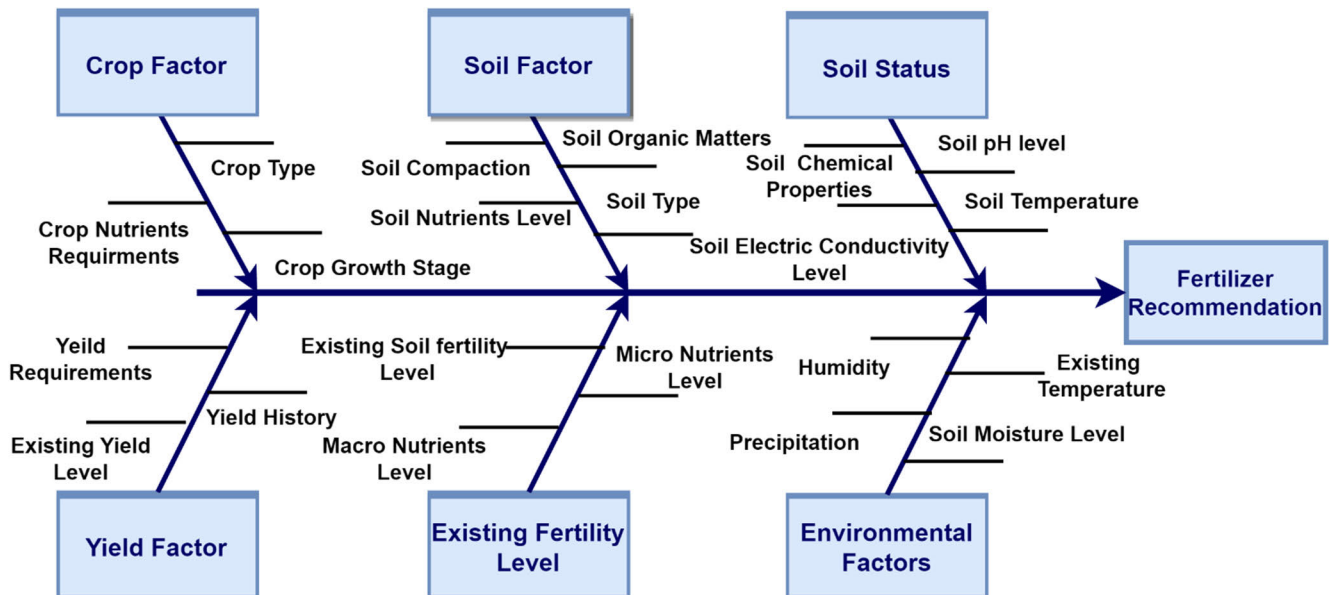 Crop Factor
Soil Factor
Soil Status
Crop Type
Crop Nutrients
Requirments
Crop Growth Stage
Soil Organic Matters
Soil Compaction
Soil Type
Soil Nutrients Level
Soil pH level
Soil Chemical
Properties
Soil Temperature
Soil Electric Conductivity
Level
Fertilizer
Recommendation
Yeild
Requirements
Yield History
Existing Yield
Level
Existing Soil fertility
Level
Micro Nutrients
Level
Macro Nutrients
Level
Humidity
Existing
Temperature
Precipitation
Soil Moisture Level
Yield Factor
Existing Fertility
Level
Environmental
Factors